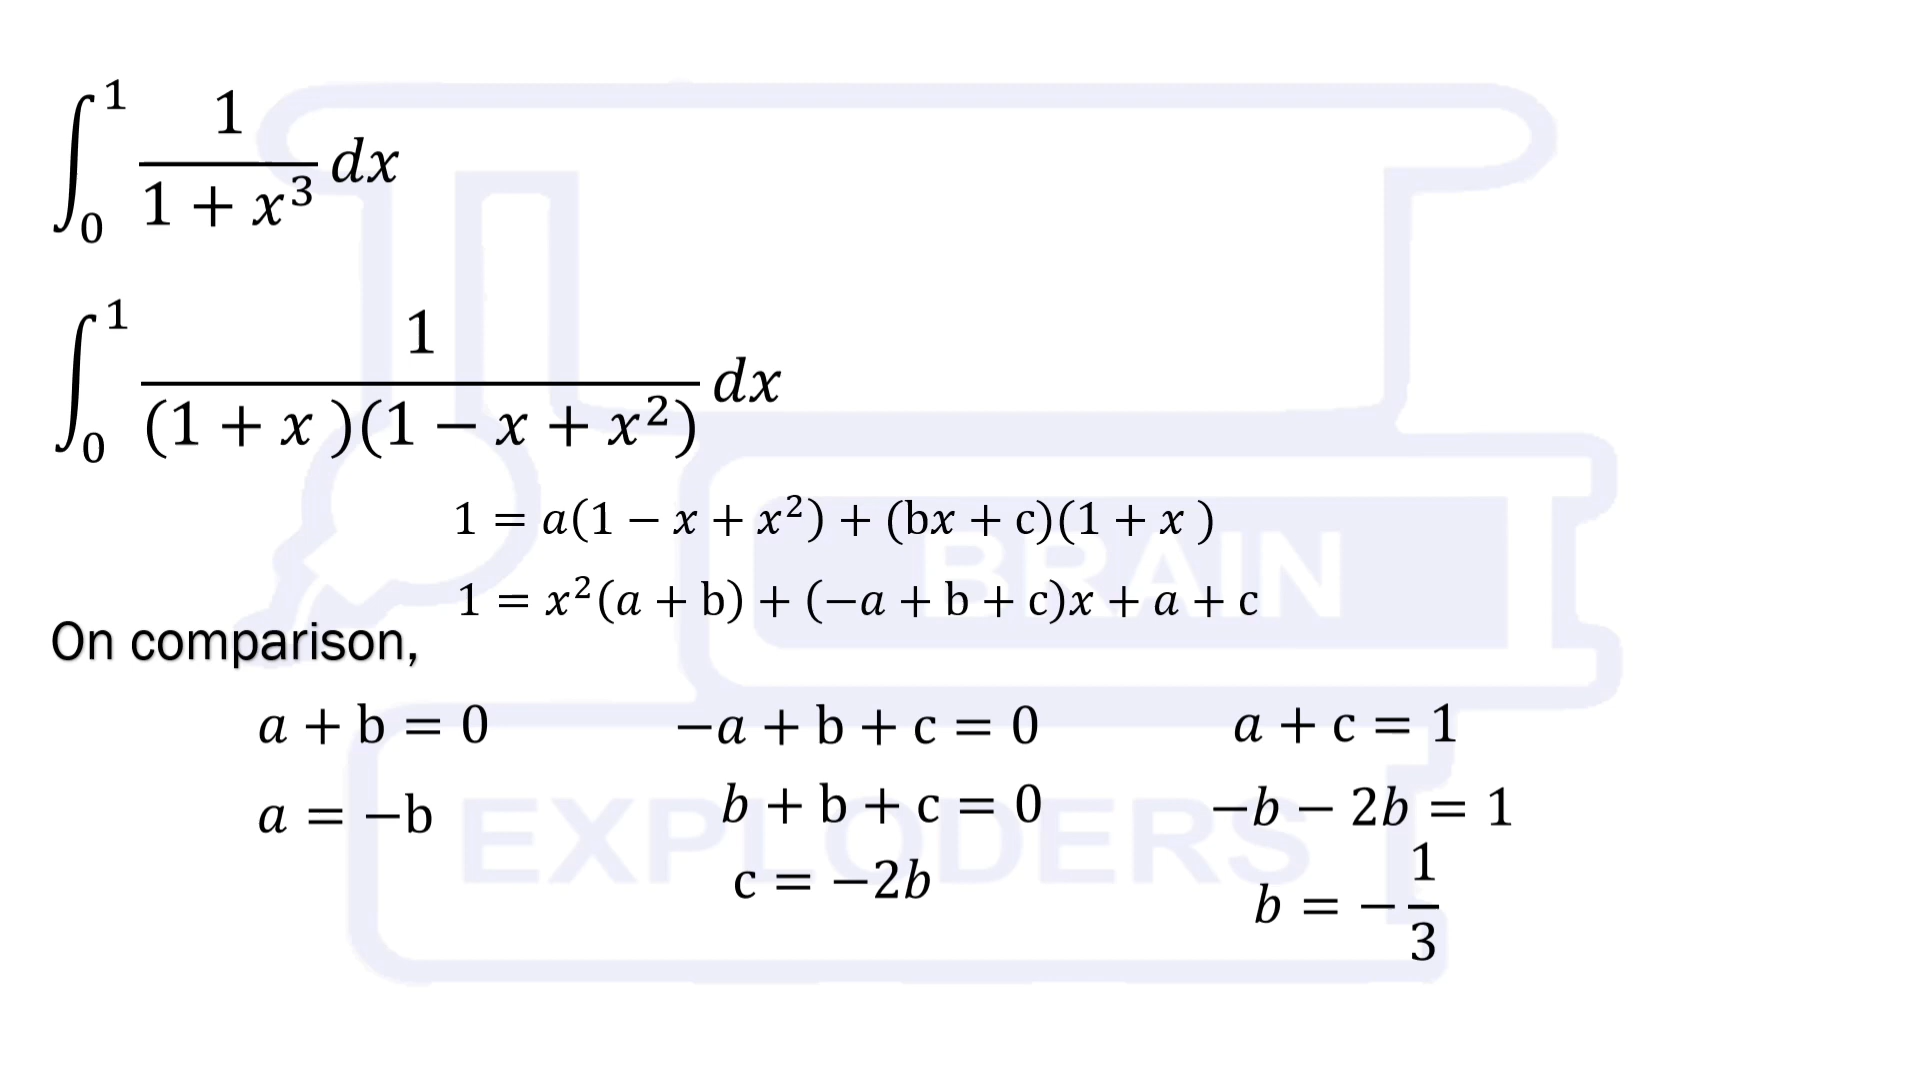 ∫₀¹ 1/(1 + x³) dx
∫₀¹ 1/((1 + x )(1 − x + x²)) dx
1 = a(1 − x + x²) + (bx + c)(1 + x )
1 = x²(a + b) + (−a + b + c)x + a + c
On comparison,
a + b = 0
−a + b + c = 0
a + c = 1
a = −b
b + b + c = 0
−b − 2b = 1
c = −2b
b = −1/3
BRAIN
EXPLODERS